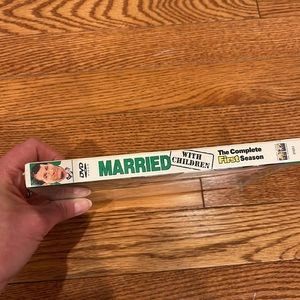 DVD
MARRIED
WITH
CHILDREN
The Complete
First Season